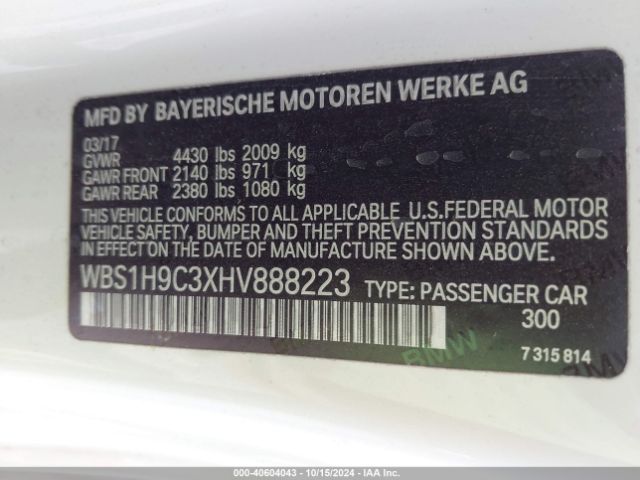 MFD BY BAYERISCHE MOTOREN WERKE AG
03/17
GVWR 4430 lbs 2009 kg
GAWR FRONT 2140 lbs 971 kg
GAWR REAR 2380 lbs 1080 kg
THIS VEHICLE CONFORMS TO ALL APPLICABLE U.S.FEDERAL MOTOR
VEHICLE SAFETY, BUMPER AND THEFT PREVENTION STANDARDS
IN EFFECT ON THE DATE OF MANUFACTURE SHOWN ABOVE.
WBS1H9C3XHV888223 TYPE: PASSENGER CAR
300
7 315 814
BMW
000-40604043 | 10/15/2024 | IAA Inc.